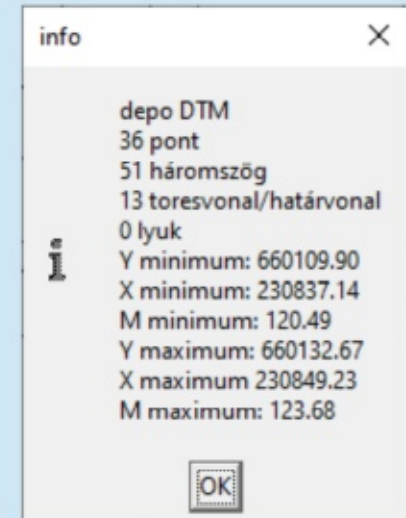 info
depo DTM
36 pont
51 háromszög
13 toresvonal/határvonal
0 lyuk
Y minimum: 660109.90
X minimum: 230837.14
M minimum: 120.49
Y maximum: 660132.67
X maximum 230849.23
M maximum: 123.68
OK